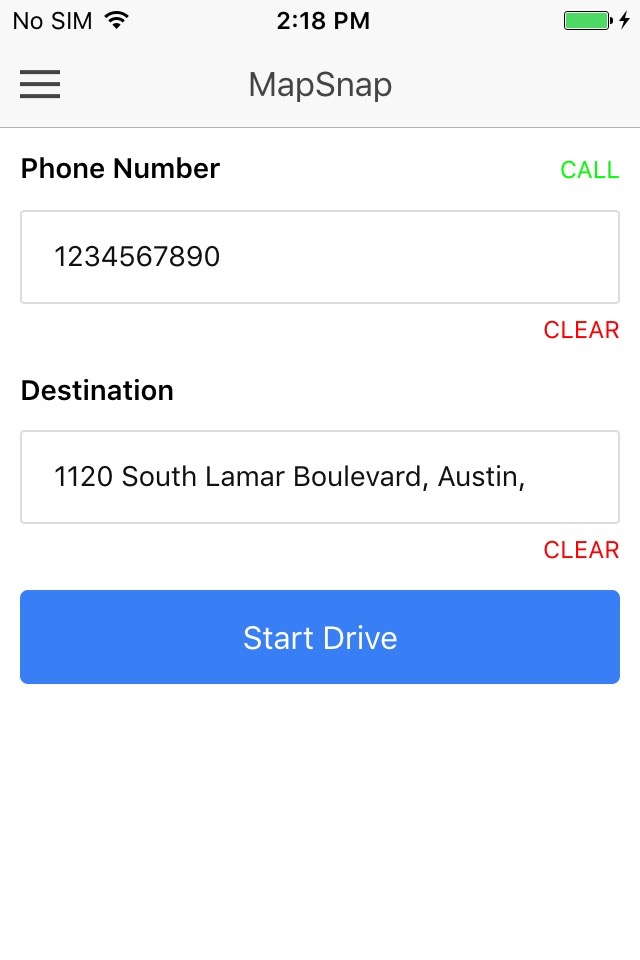 No SIM 2:18 PM
MapSnap
Phone Number CALL
1234567890
CLEAR
Destination
1120 South Lamar Boulevard, Austin,
CLEAR
Start Drive